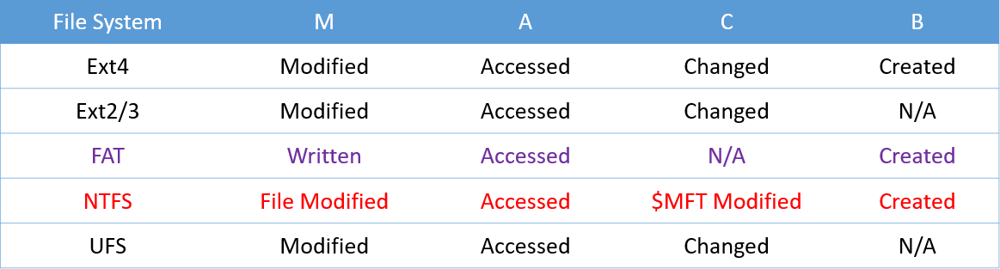 File System M A C B
Ext4 Modified Accessed Changed Created
Ext2/3 Modified Accessed Changed N/A
FAT Written Accessed N/A Created
NTFS File Modified Accessed $MFT Modified Created
UFS Modified Accessed Changed N/A